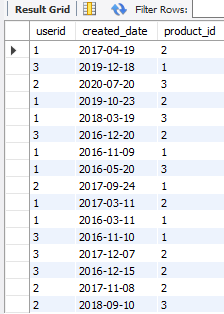 Result Grid Filter Rows:
userid created_date product_id
1 2017-04-19 2
3 2019-12-18 1
2 2020-07-20 3
1 2019-10-23 2
1 2018-03-19 3
3 2016-12-20 2
1 2016-11-09 1
1 2016-05-20 3
2 2017-09-24 1
1 2017-03-11 2
1 2016-03-11 1
3 2016-11-10 1
3 2017-12-07 2
3 2016-12-15 2
2 2017-11-08 2
2 2018-09-10 3